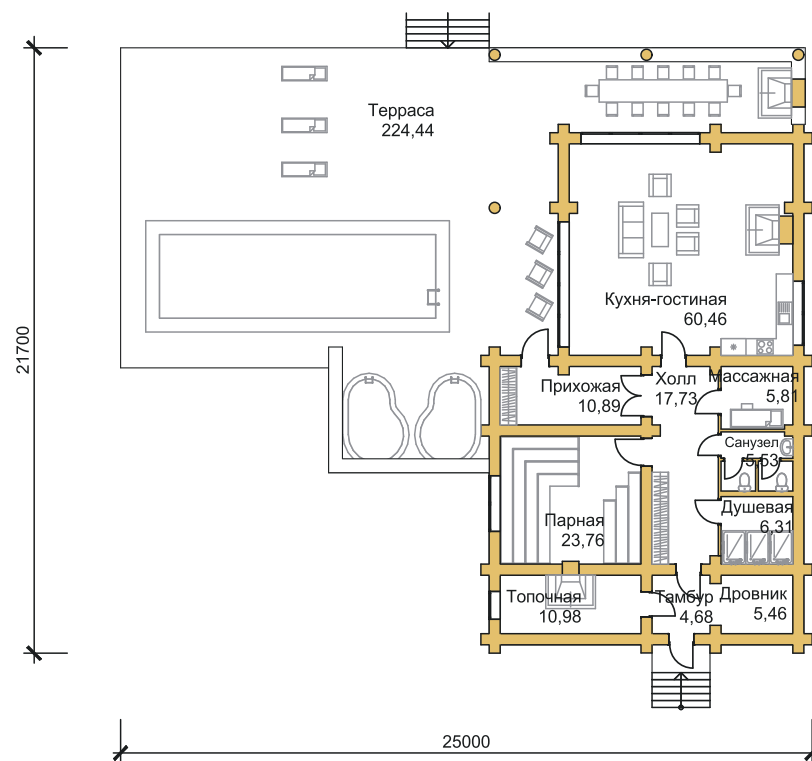 Терраса
224,44
Кухня-гостиная
60,46
21700
Прихожая
10,89
Холл
17,73
Массажная
5,81
Санузел
5,53
Душевая
6,31
Парная
23,76
Топочная
10,98
Тамбур
4,68
Дровник
5,46
25000